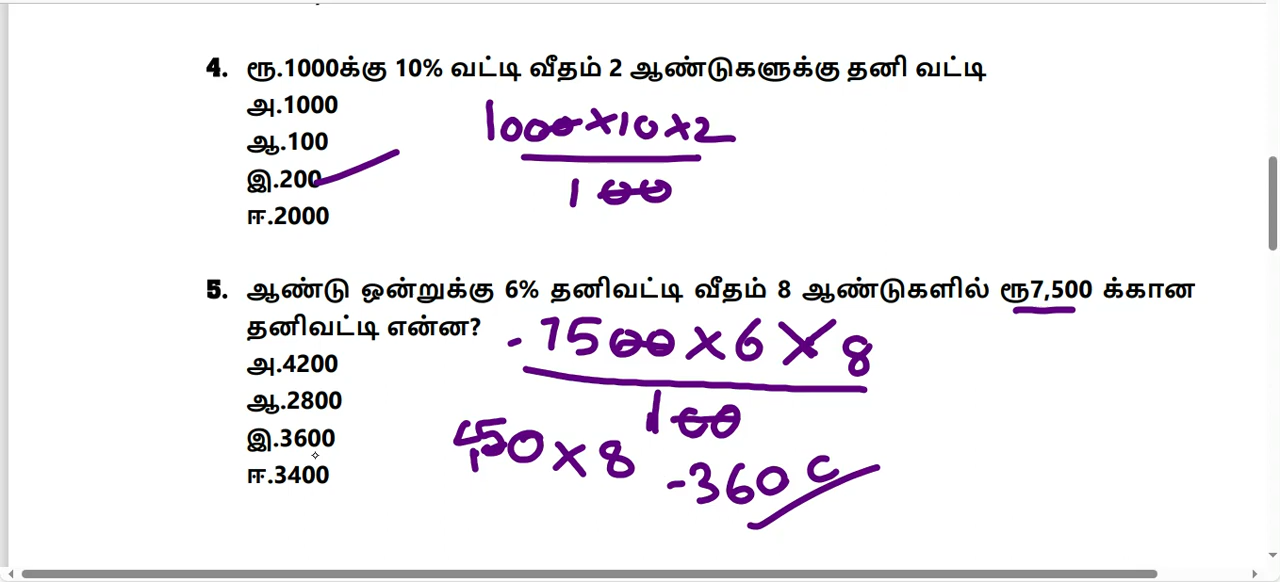 4. ரூ.1000க்கு 10% வட்டி வீதம் 2 ஆண்டுகளுக்கு தனி வட்டி
அ.1000
1000×10×2
ஆ.100
100
இ.200
ஈ.2000
5. ஆண்டு ஒன்றுக்கு 6% தனிவட்டி வீதம் 8 ஆண்டுகளில் ரூ7,500 க்கான
தனிவட்டி என்ன?
7500×6×8
அ.4200
ஆ.2800
100
450×8
இ.3600
3600
ஈ.3400